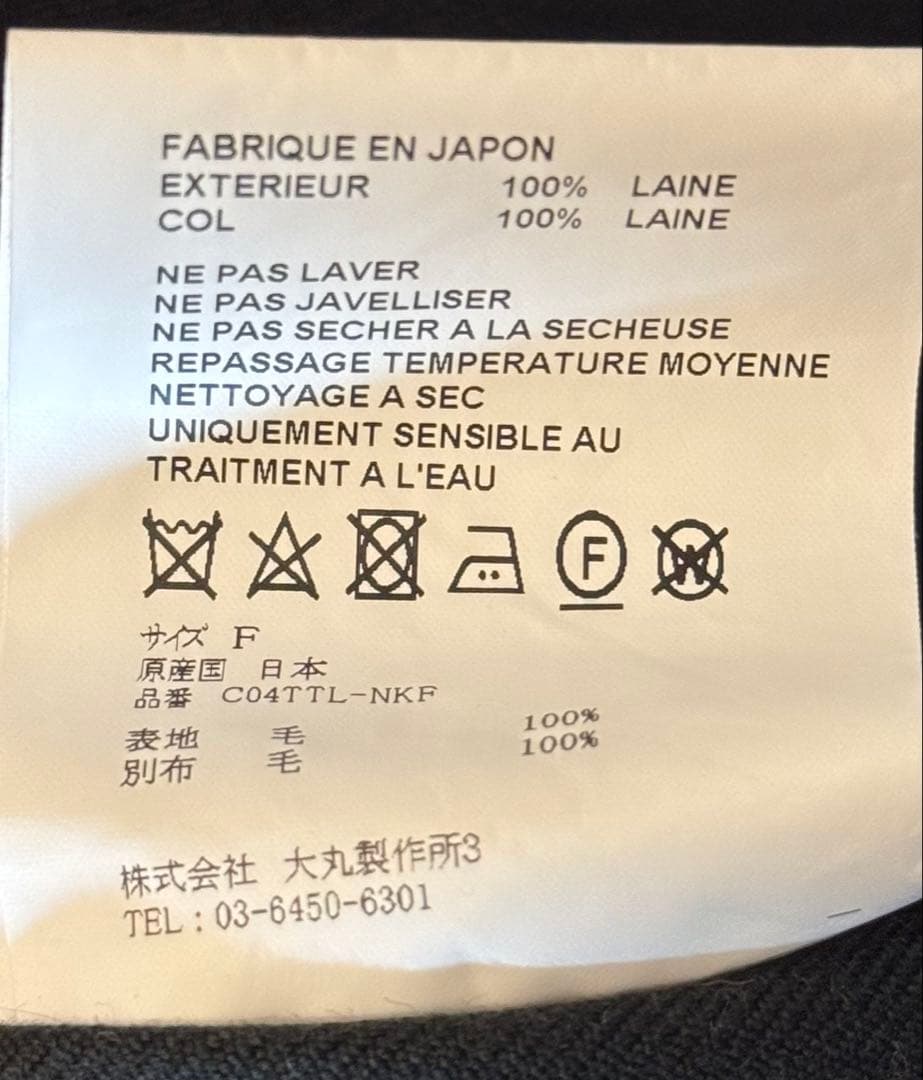 FABRIQUE EN JAPON
EXTERIEUR 100% LAINE
COL 100% LAINE
NE PAS LAVER
NE PAS JAVELLISER
NE PAS SECHER A LA SECHEUSE
REPASSAGE TEMPERATURE MOYENNE
NETTOYAGE A SEC
UNIQUEMENT SENSIBLE AU
TRAITMENT A L'EAU
F W
サイズ F
原産国 日本
品番 C04TTL-NKF
表地 毛 100%
別布 毛 100%
株式会社 大丸製作所3
TEL：03-6450-6301